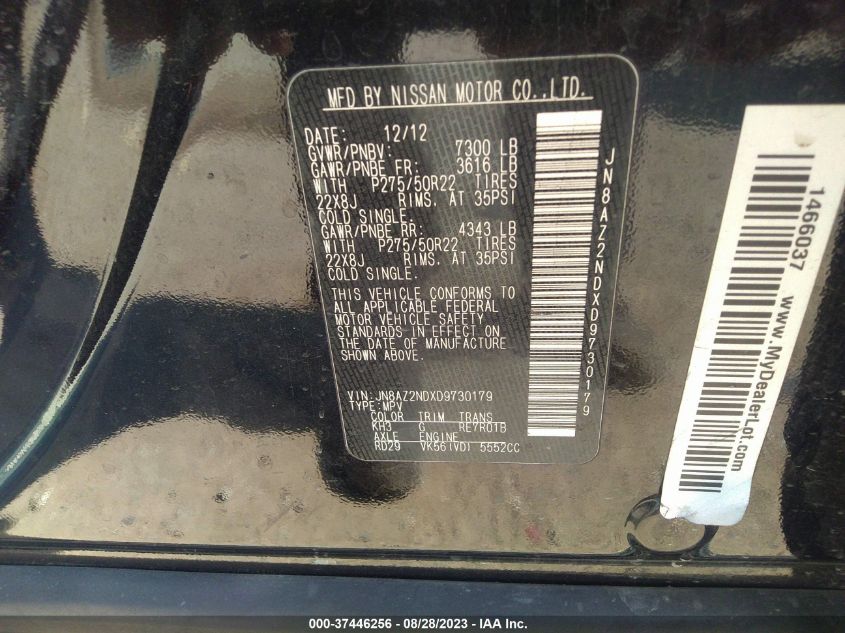 MFD BY NISSAN MOTOR CO.,LTD.
DATE: 12/12
GVWR/PNBV: 7300 LB
GAWR/PNBE FR: 3616 LB
WITH P275/50R22 TIRES
22X8J RIMS. AT 35PSI
COLD SINGLE.
GAWR/PNBE RR: 4343 LB
WITH P275/50R22 TIRES
22X8J RIMS. AT 35PSI
COLD SINGLE.
THIS VEHICLE CONFORMS TO
ALL APPLICABLE FEDERAL
MOTOR VEHICLE SAFETY
STANDARDS IN EFFECT ON
THE DATE OF MANUFACTURE
SHOWN ABOVE.
VIN: JN8AZ2NDXD9730179
TYPE: MPV
COLOR TRIM TRANS
KH3 G RE7R01B
AXLE ENGINE
RD29 VK56(VD) 5552CC
JN8AZ2NDXD9730179
1466037 www.MyDealerLot.com
000-37446256 - 08/28/2023 - IAA Inc.